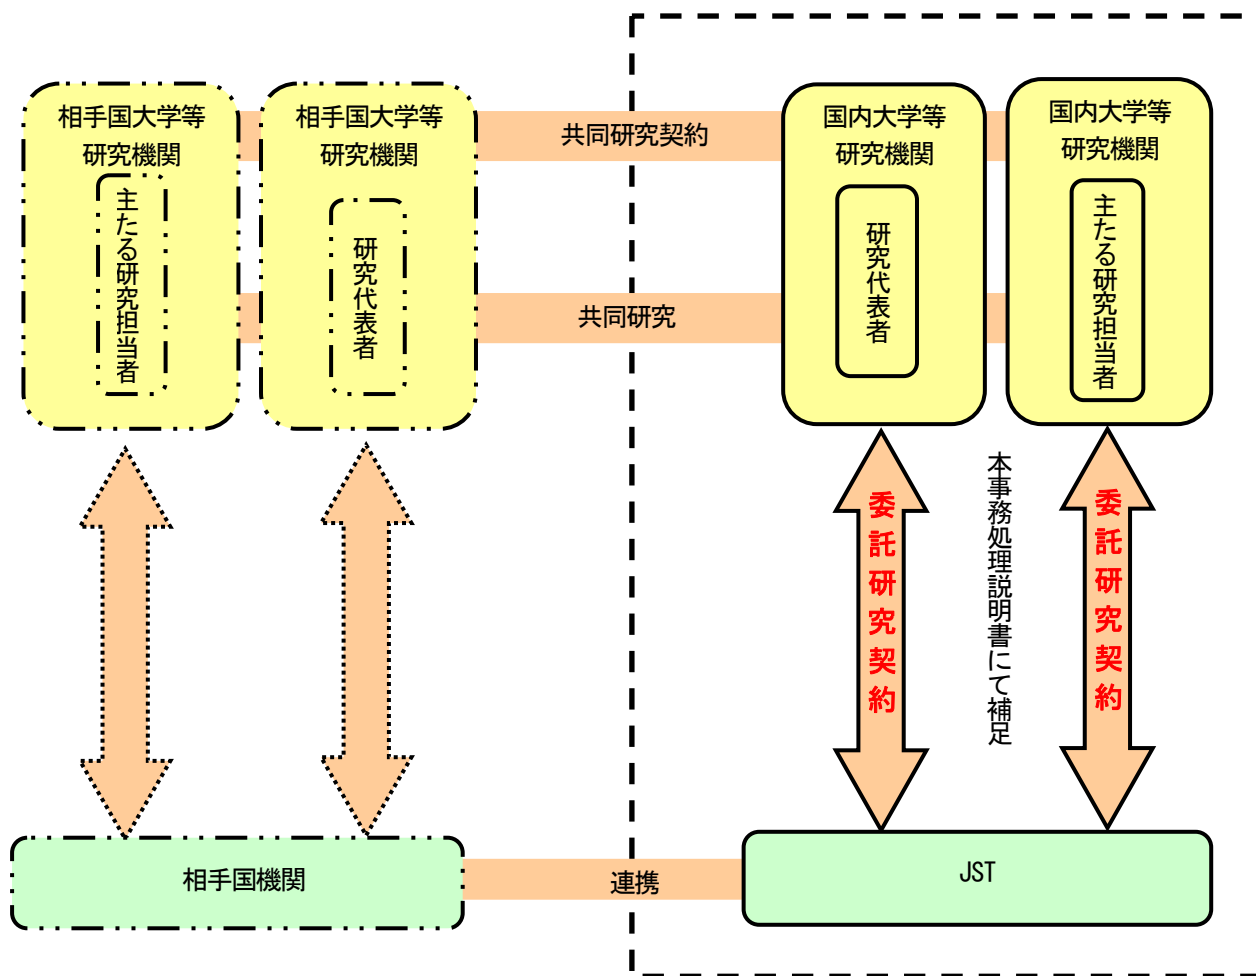 相手国大学等
研究機関
主たる研究担当者
相手国大学等
研究機関
研究代表者
共同研究契約
共同研究
国内大学等
研究機関
研究代表者
国内大学等
研究機関
主たる研究担当者
委託研究契約
本事務処理説明書にて補足
委託研究契約
相手国機関
連携
JST